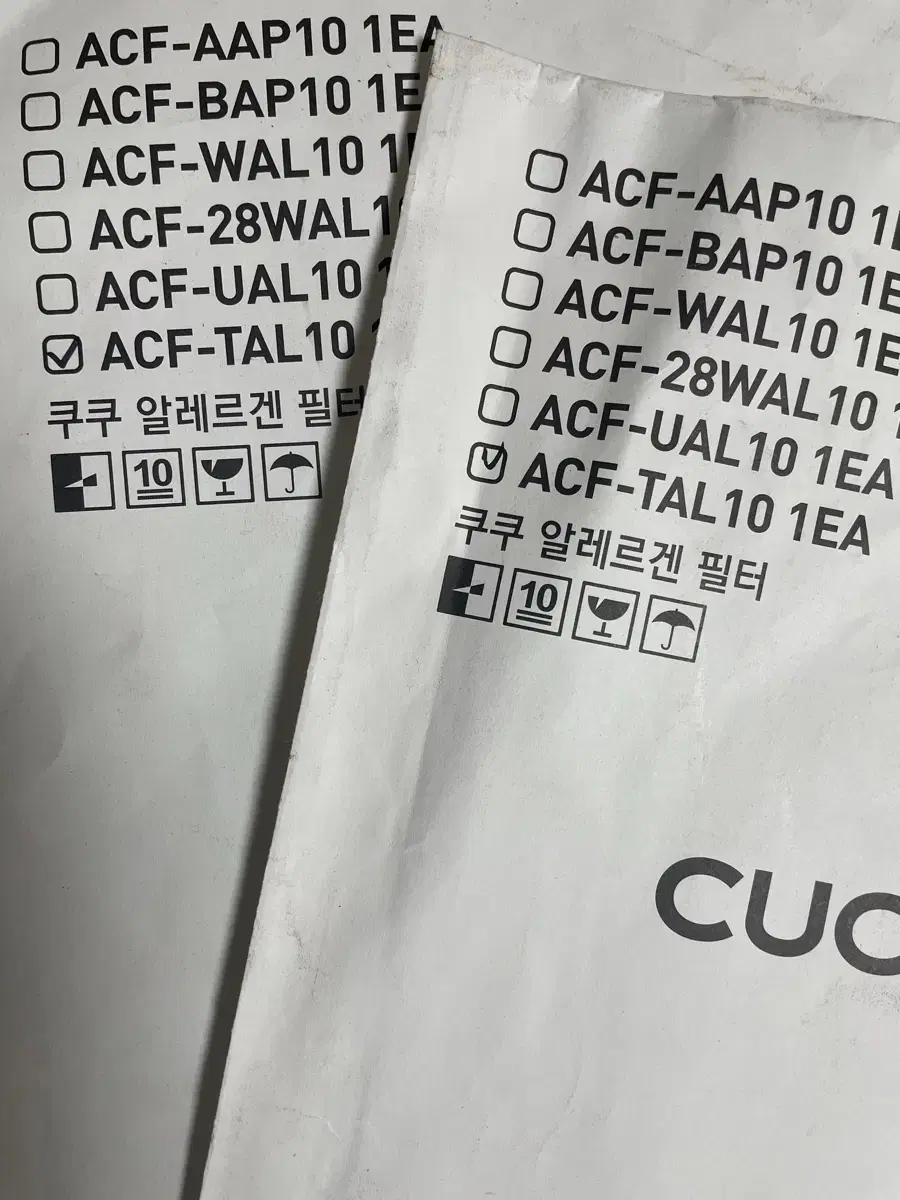 ACF-AAP10 1EA
ACF-BAP10 1E
ACF-WAL10 1
ACF-28WAL1
ACF-UAL10
ACF-TAL10
쿠쿠 알레르겐 필터
10
ACF-AAP10 1E
ACF-BAP10 1E
ACF-WAL10 1E
ACF-28WAL10
ACF-UAL10 1EA
ACF-TAL10 1EA
쿠쿠 알레르겐 필터
10
CUC